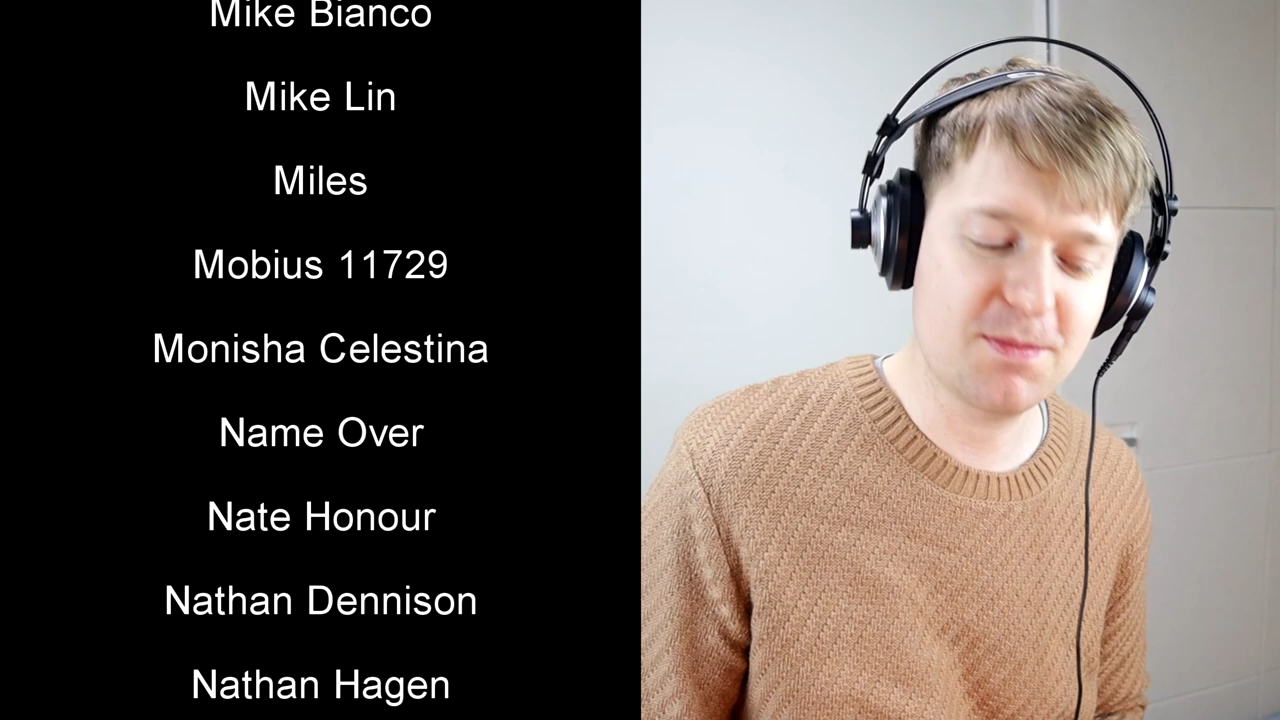 Mike Bianco
Mike Lin
Miles
Mobius 11729
Monisha Celestina
Name Over
Nate Honour
Nathan Dennison
Nathan Hagen